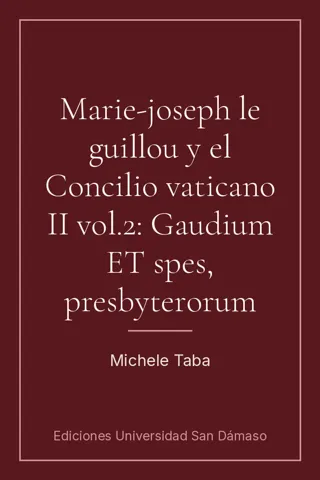 Marie-joseph le
guillou y el
Concilio vaticano
II vol.2: Gaudium
ET spes,
presbyterorum
Michele Taba
Ediciones Universidad San Dámaso